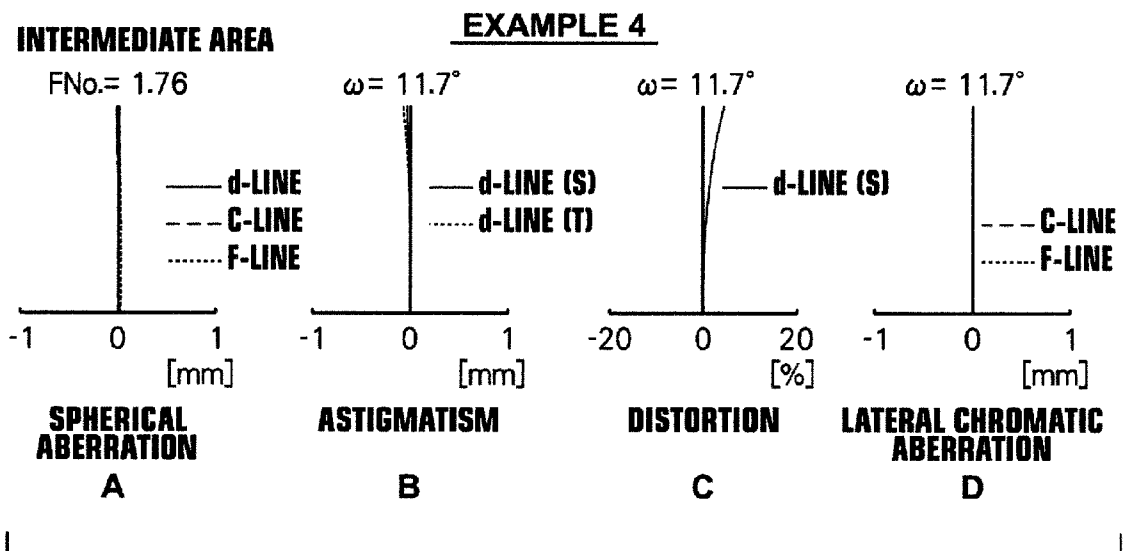 EXAMPLE 4
INTERMEDIATE AREA
FNo.= 1.76
ω= 11.7°
ω= 11.7°
ω= 11.7°
d-LINE
C-LINE
F-LINE
d-LINE (S)
d-LINE (T)
d-LINE (S)
C-LINE
F-LINE
-1 0 1
[mm]
-1 0 1
[mm]
-20 0 20
[%]
-1 0 1
[mm]
SPHERICAL
ABERRATION
ASTIGMATISM
DISTORTION
LATERAL CHROMATIC
ABERRATION
A
B
C
D